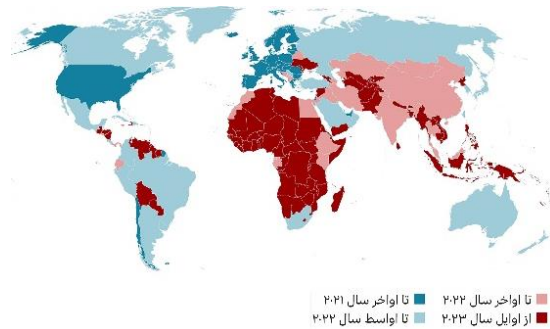 تا اواخر سال ۲۰۲۲ تا اواخر سال ۲۰۲۱
از اوایل سال ۲۰۲۳ تا اواسط سال ۲۰۲۲